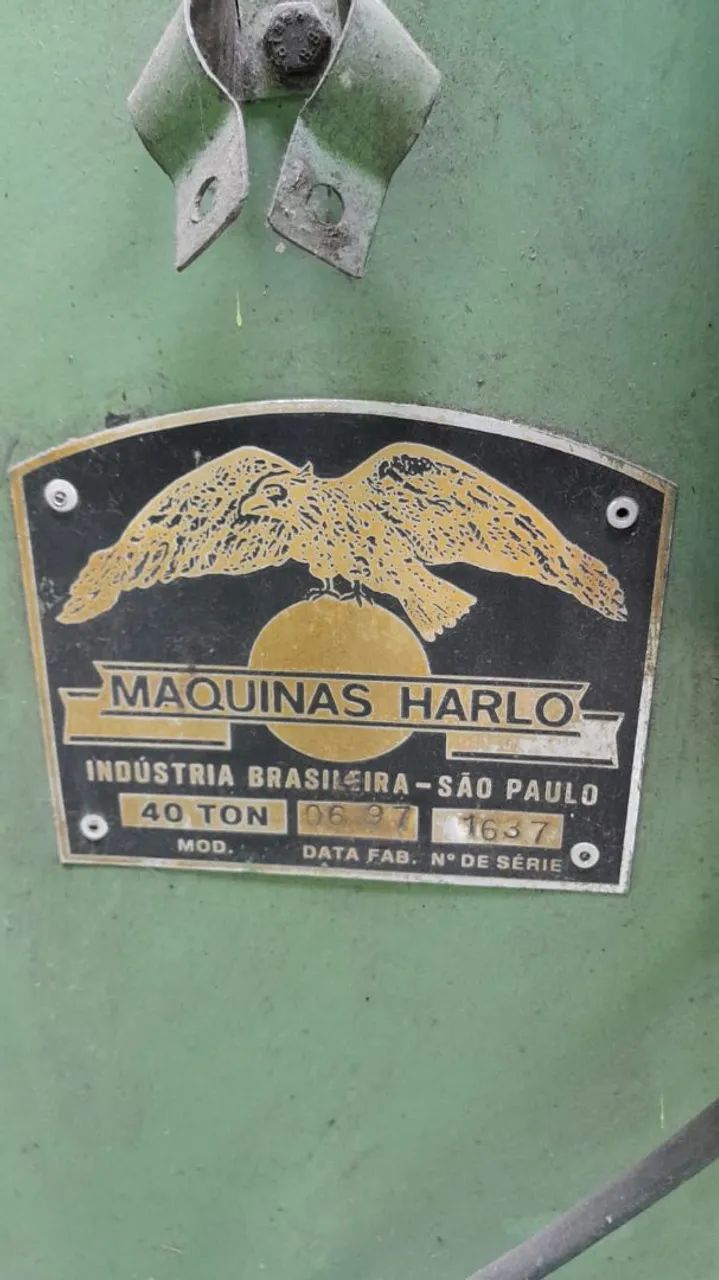 MAQUINAS HARLO
INDÚSTRIA BRASILEIRA - SÃO PAULO
40 TON 06 97 1637
MOD. DATA FAB. Nº DE SÉRIE